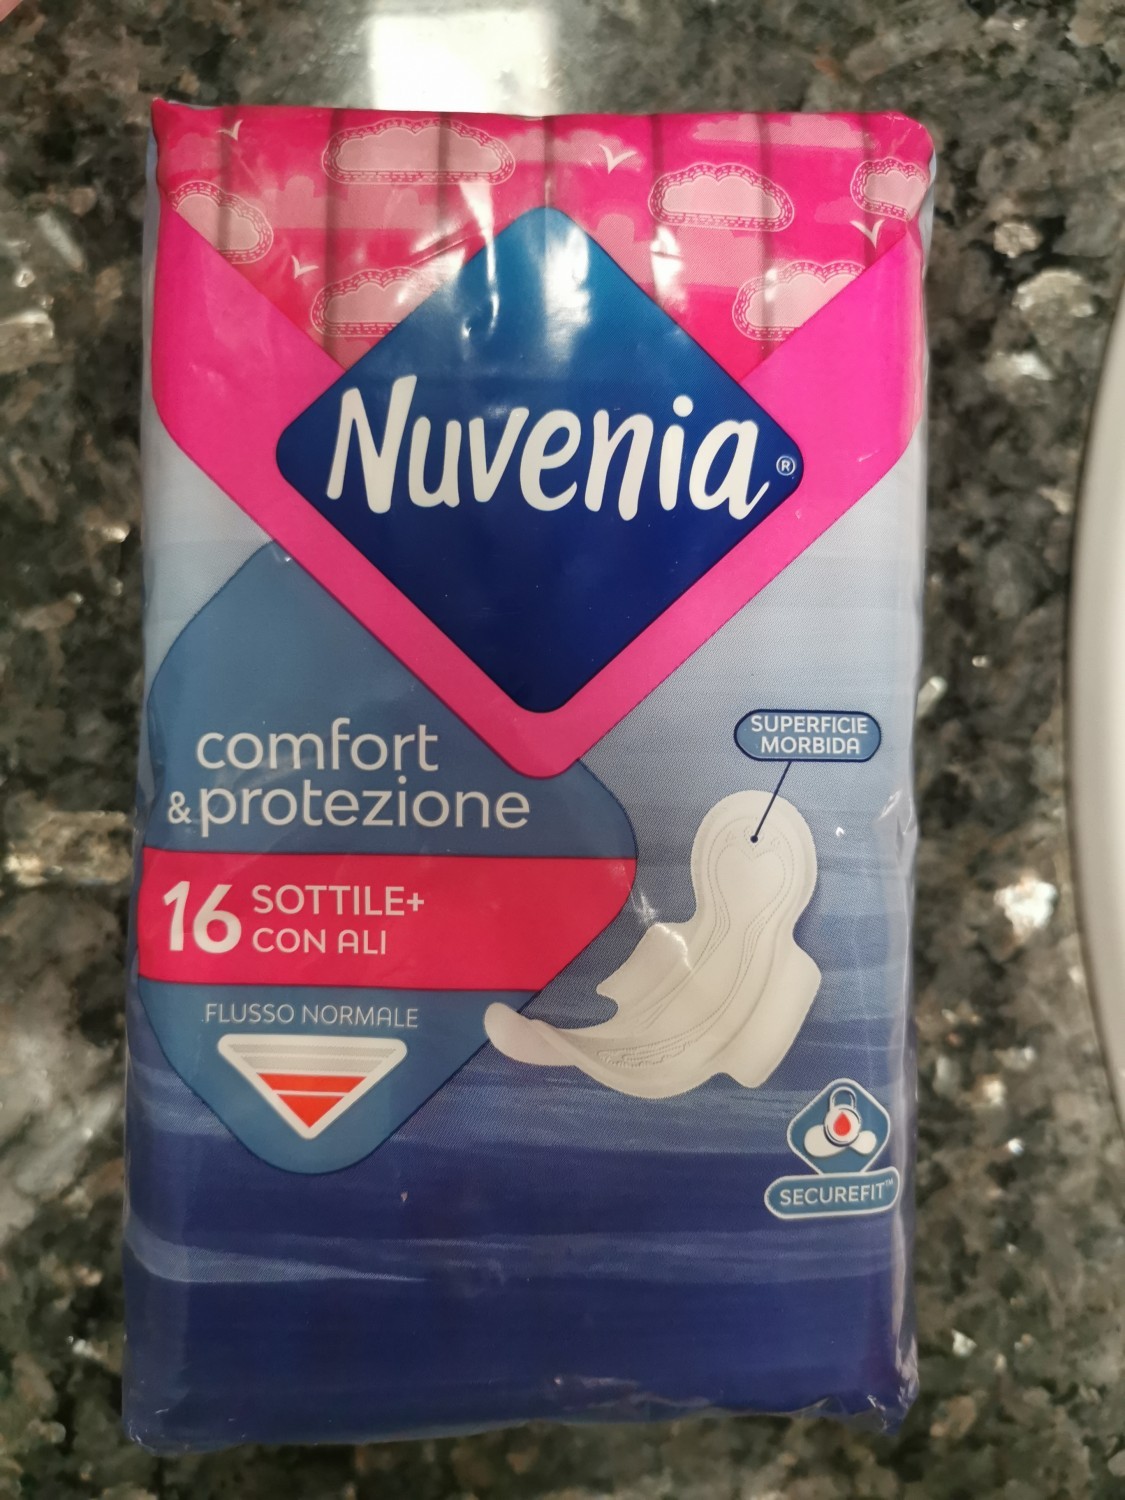 Nuvenia®
comfort
& protezione
SUPERFICIE
MORBIDA
16 SOTTILE+
CON ALI
FLUSSO NORMALE
SECUREFIT™